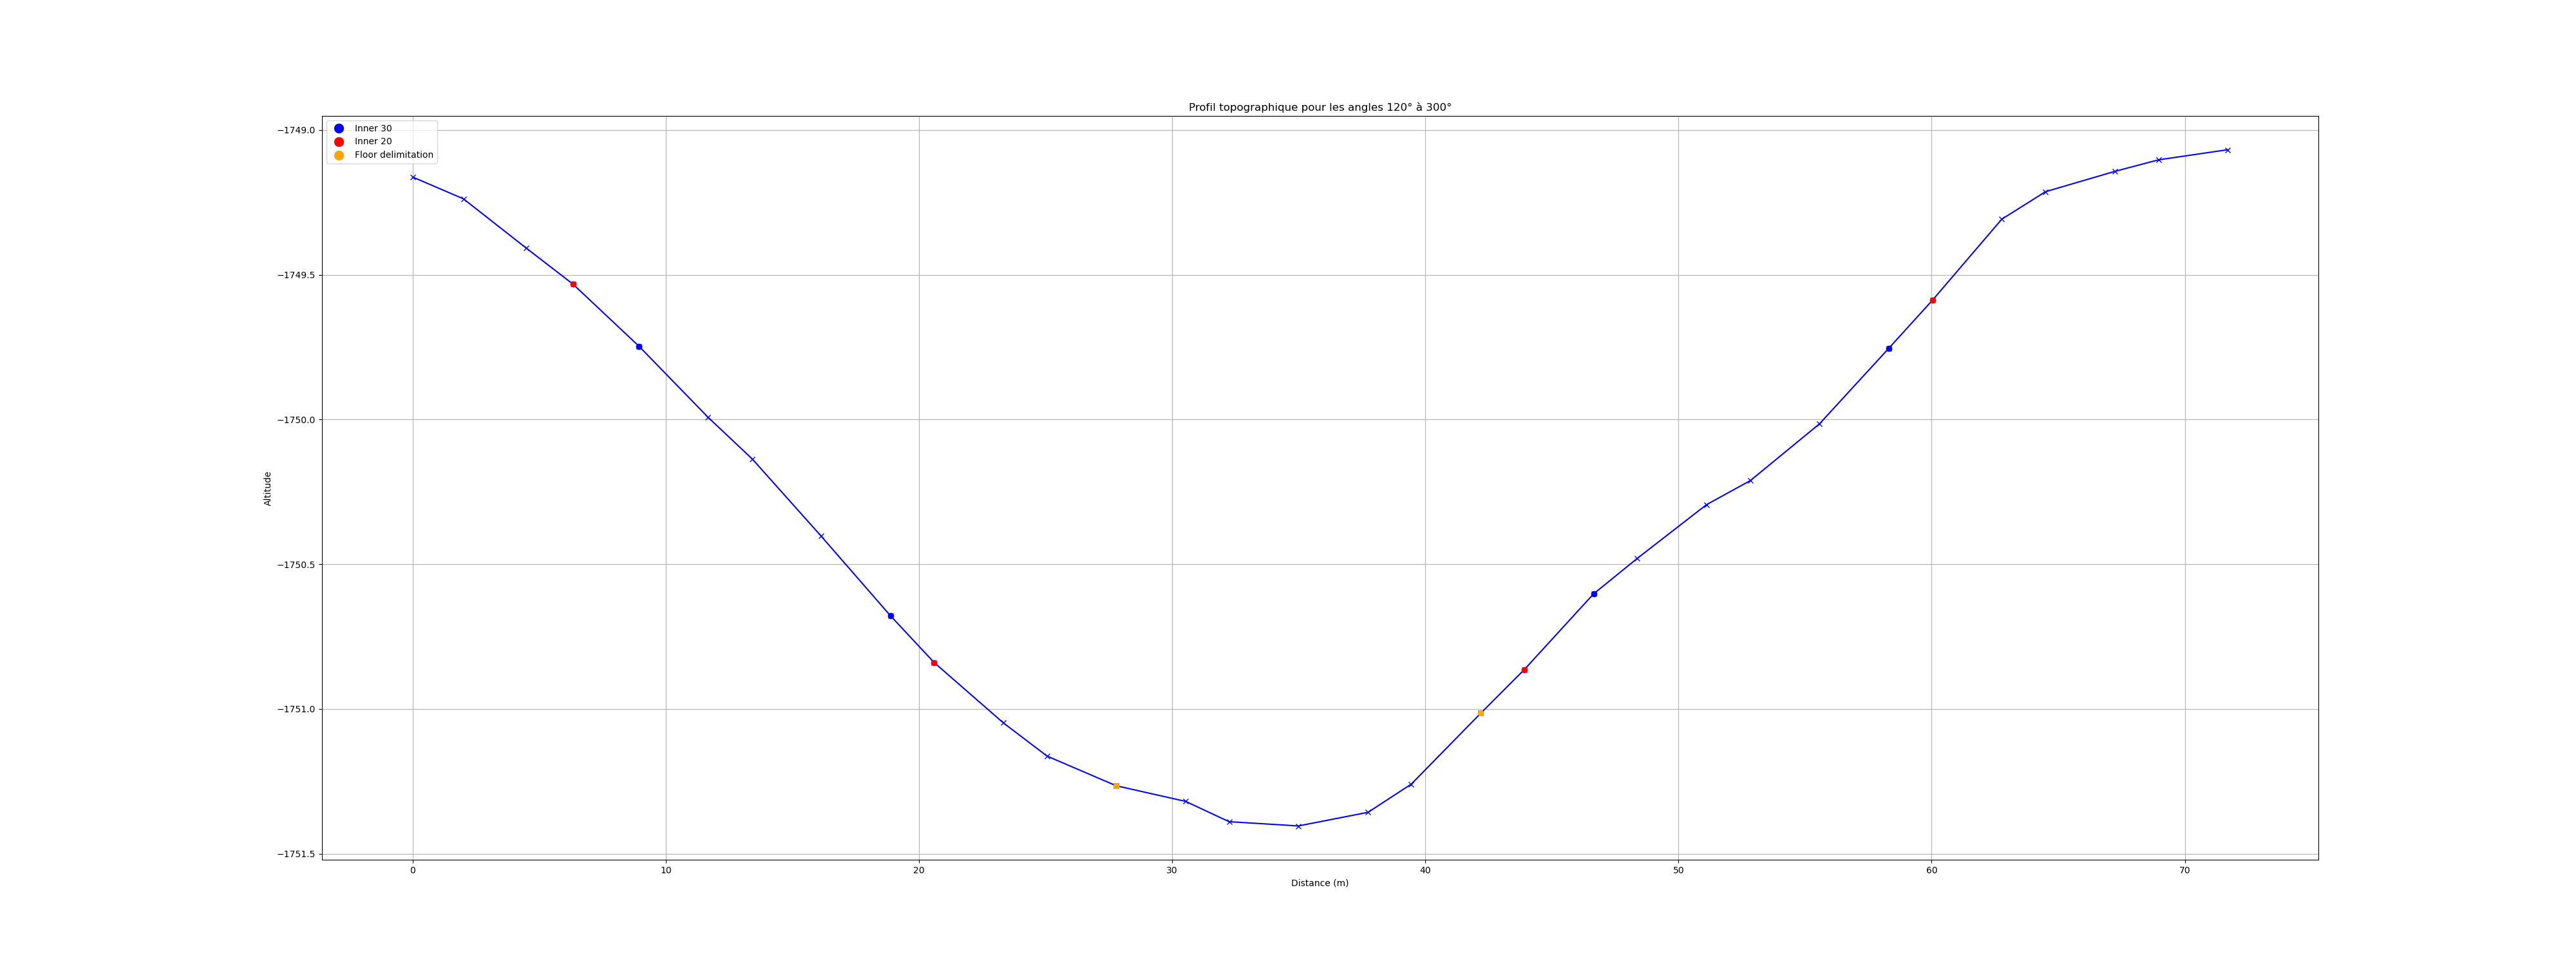 Profil topographique pour les angles 120° à 300°
Inner 30
Inner 20
Floor delimitation
−1749.0
−1749.5
−1750.0
−1750.5
−1751.0
−1751.5
Altitude
0 10 20 30 40 50 60 70
Distance (m)